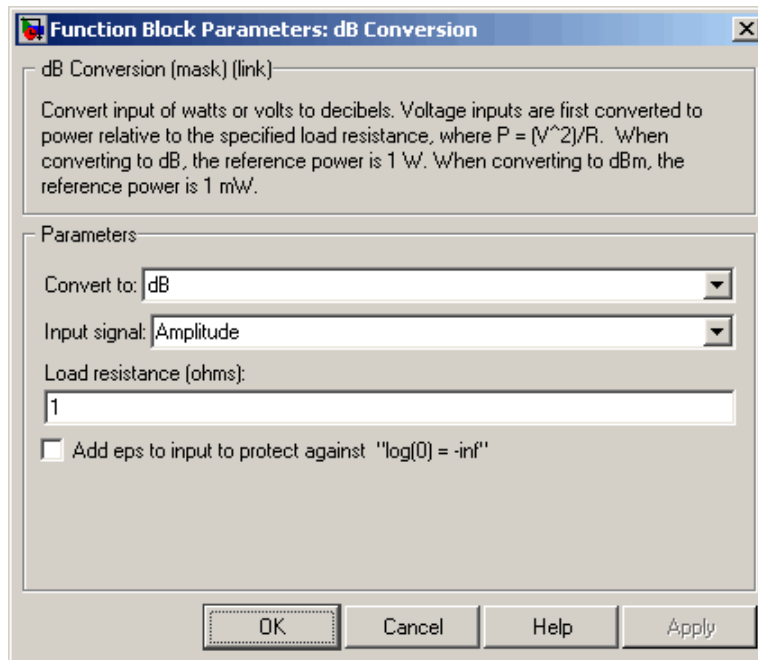 Function Block Parameters: dB Conversion
dB Conversion (mask) (link)
Convert input of watts or volts to decibels. Voltage inputs are first converted to
power relative to the specified load resistance, where P = (V^2)/R.  When
converting to dB, the reference power is 1 W. When converting to dBm, the
reference power is 1 mW.
Parameters
Convert to: dB
Input signal: Amplitude
Load resistance (ohms):
1
Add eps to input to protect against  "log(0) = -inf"
OK Cancel Help Apply